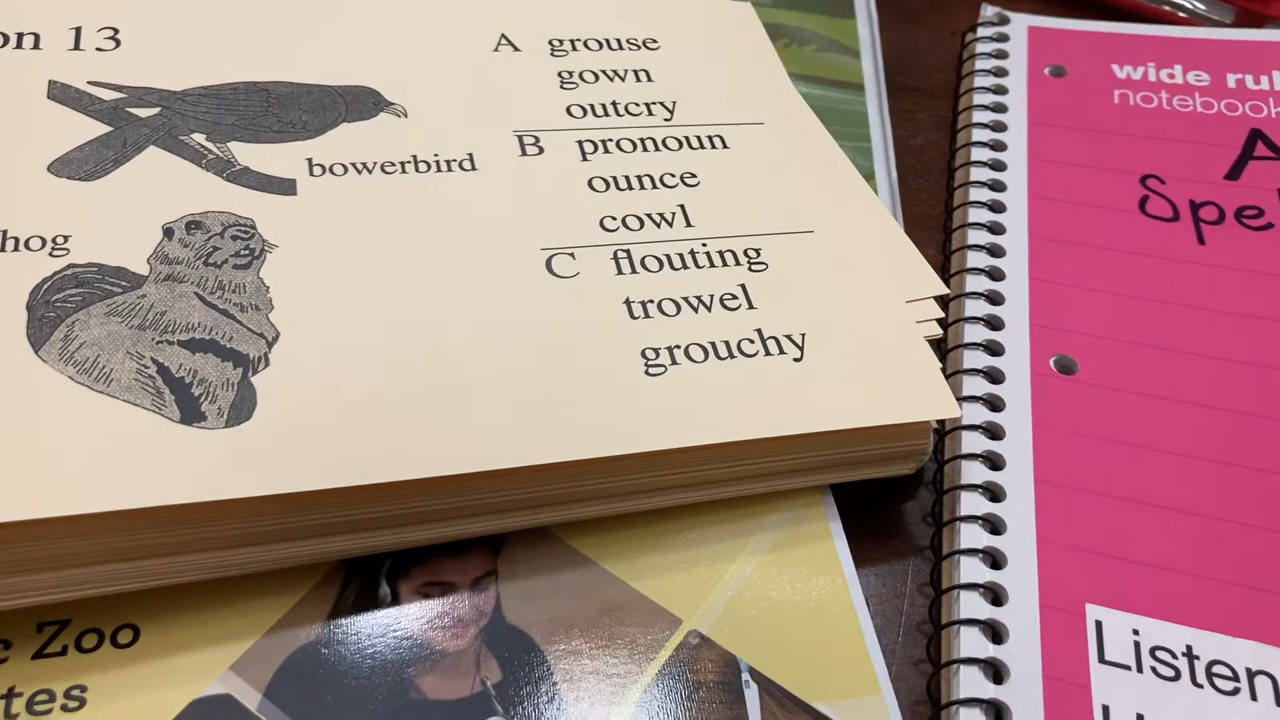 on 13
A grouse
gown
outcry
B pronoun
ounce
cowl
C flouting
trowel
grouchy
bowerbird
hog
wide rul
notebook
A
Spe
c Zoo
tes
Listen